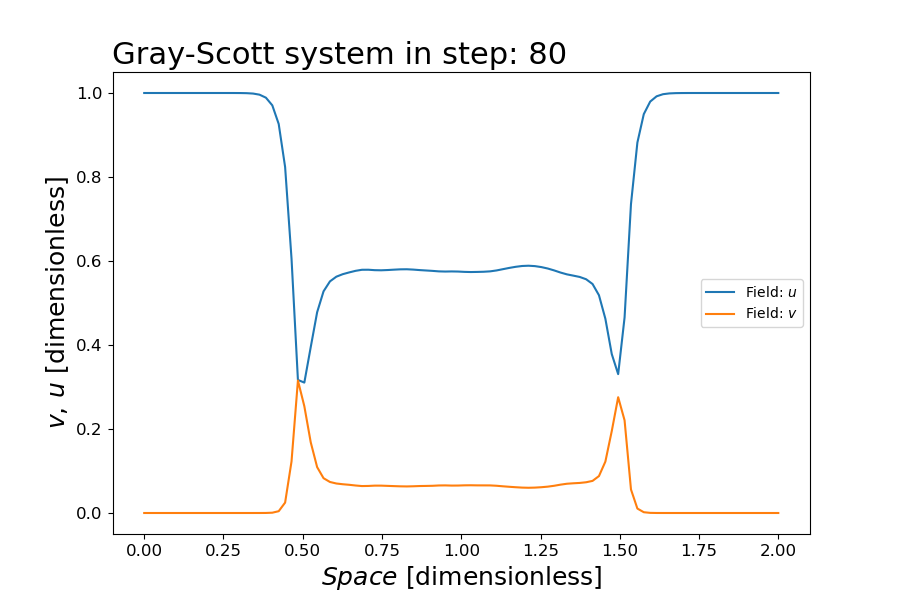 Gray-Scott system in step: 80
1.0
0.8
0.6
0.4
0.2
0.0
v, u [dimensionless]
Field: u
Field: v
0.00 0.25 0.50 0.75 1.00 1.25 1.50 1.75 2.00
Space [dimensionless]